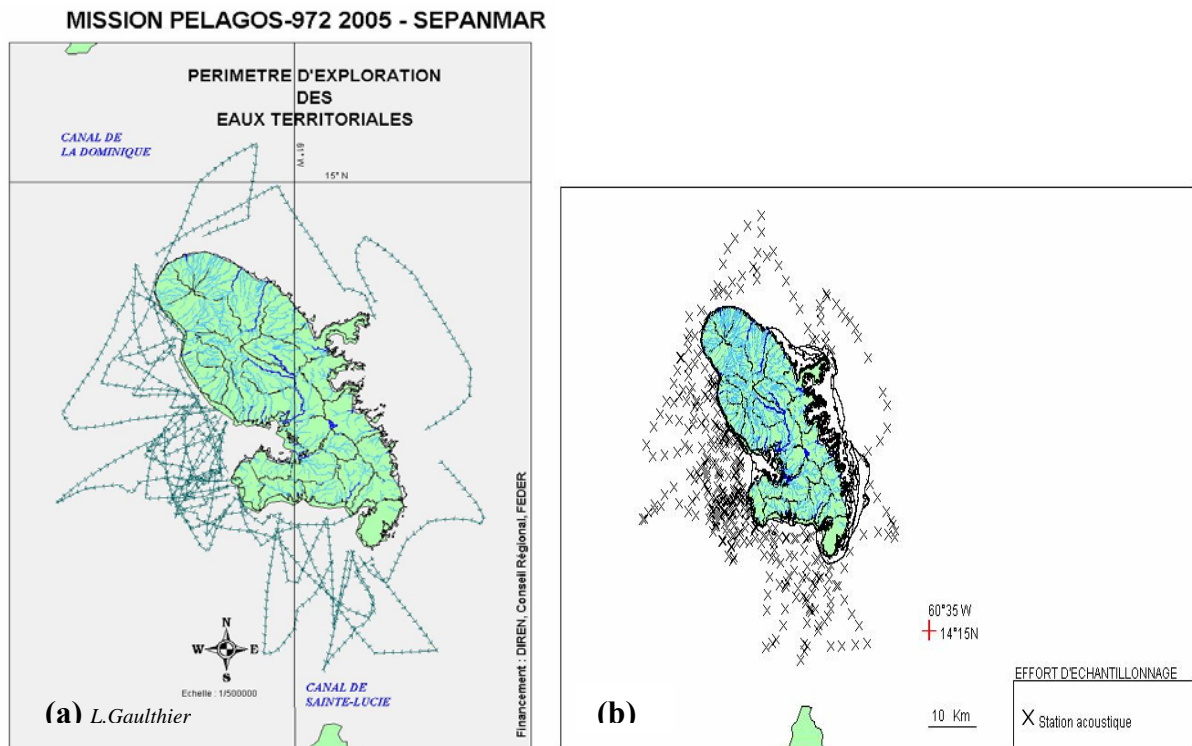 MISSION PELAGOS-972 2005 - SEPANMAR
PERIMETRE D'EXPLORATION
DES
EAUX TERRITORIALES
CANAL DE
LA DOMINIQUE
61° W
15° N
N
W E
S
Echelle : 1/500000
CANAL DE
SAINTE-LUCIE
Financement : DIREN, Conseil Régional, FEDER
(a) L.Gaulthier
60°35 W
14°15N
EFFORT D'ECHANTILLONNAGE
X Station acoustique
10 Km
(b)